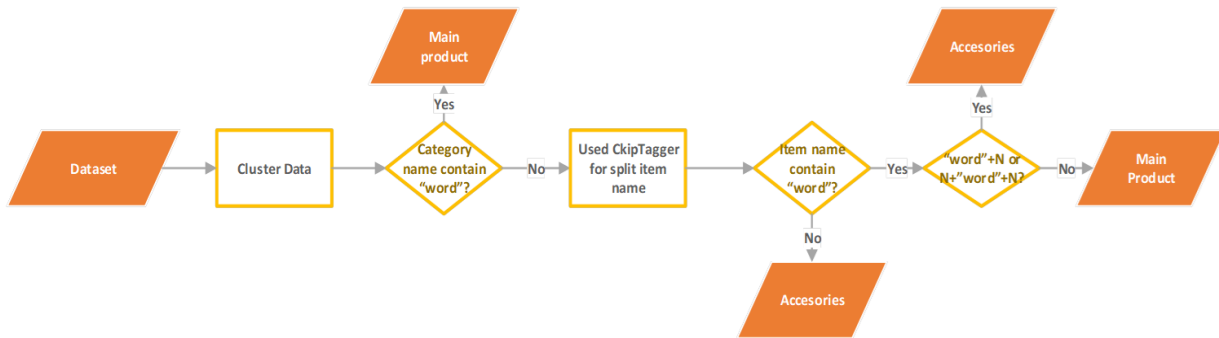 Main
product
Yes
Dataset
Cluster Data
Category
name contain
“word”?
No
Used CkipTagger
for split item
name
Item name
contain
“word”?
Yes
No
Accesories
“word”+N or
N+”word”+N?
Yes
Accesories
No
Main
Product